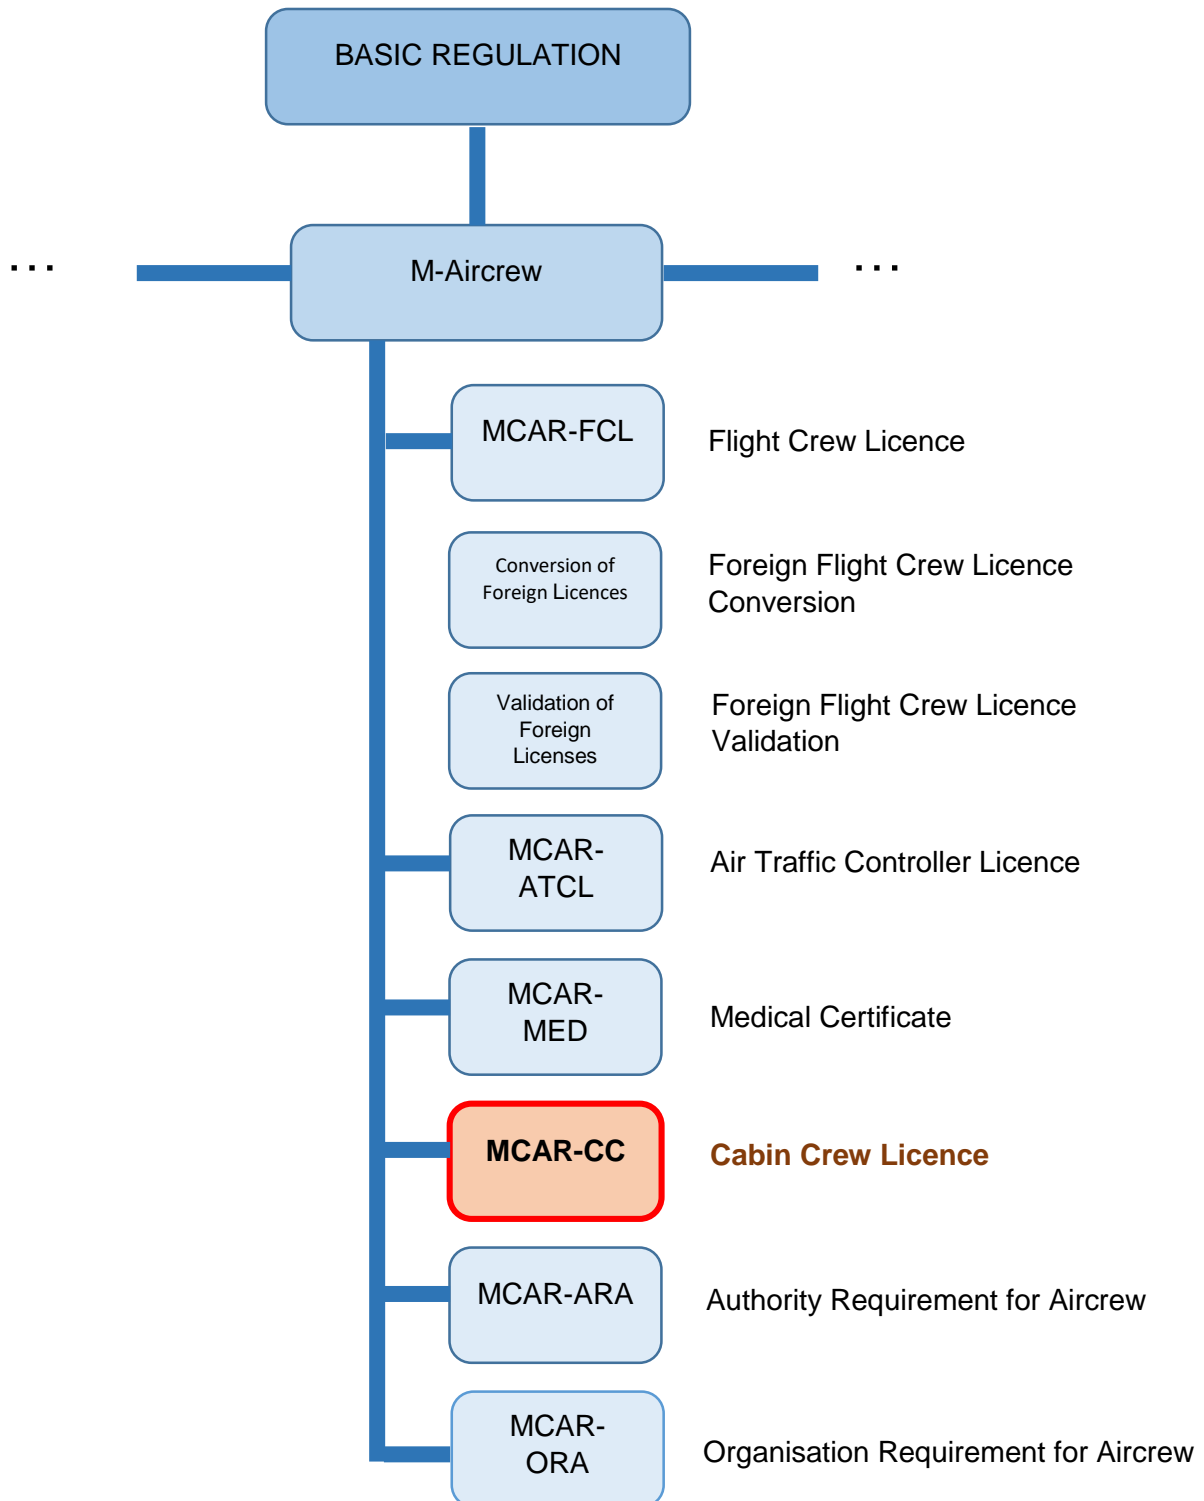 BASIC REGULATION
... M-Aircrew ...
MCAR-FCL
Flight Crew Licence
Conversion of
Foreign Licences
Foreign Flight Crew Licence
Conversion
Validation of
Foreign
Licenses
Foreign Flight Crew Licence
Validation
MCAR-
ATCL
Air Traffic Controller Licence
MCAR-
MED
Medical Certificate
MCAR-CC
Cabin Crew Licence
MCAR-ARA
Authority Requirement for Aircrew
MCAR-
ORA
Organisation Requirement for Aircrew